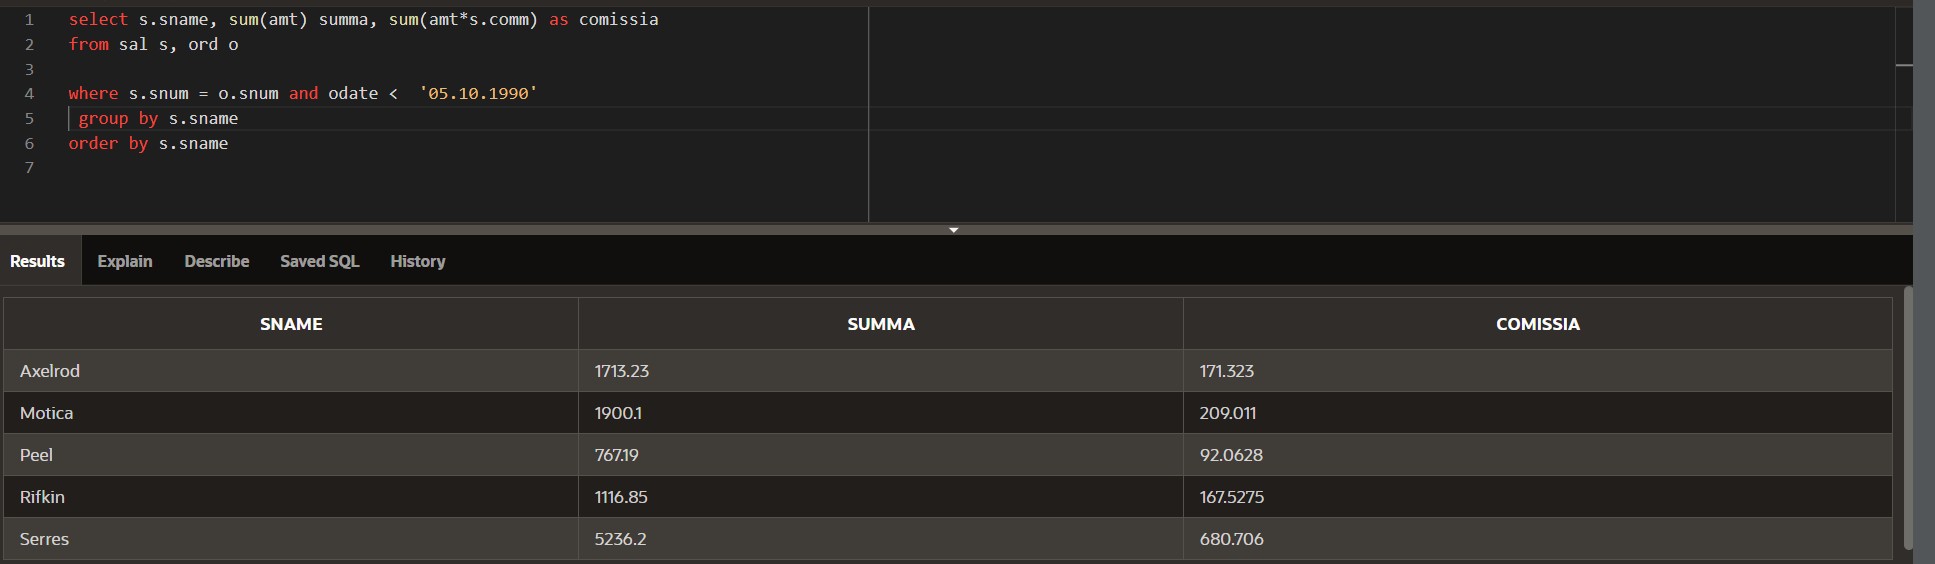 1 select s.sname, sum(amt) summa, sum(amt*s.comm) as comissia
2 from sal s, ord o
3
4 where s.snum = o.snum and odate <  '05.10.1990'
5  group by s.sname
6 order by s.sname
7
Results Explain Describe Saved SQL History
SNAME SUMMA COMISSIA
Axelrod 1713.23 171.323
Motica 1900.1 209.011
Peel 767.19 92.0628
Rifkin 1116.85 167.5275
Serres 5236.2 680.706